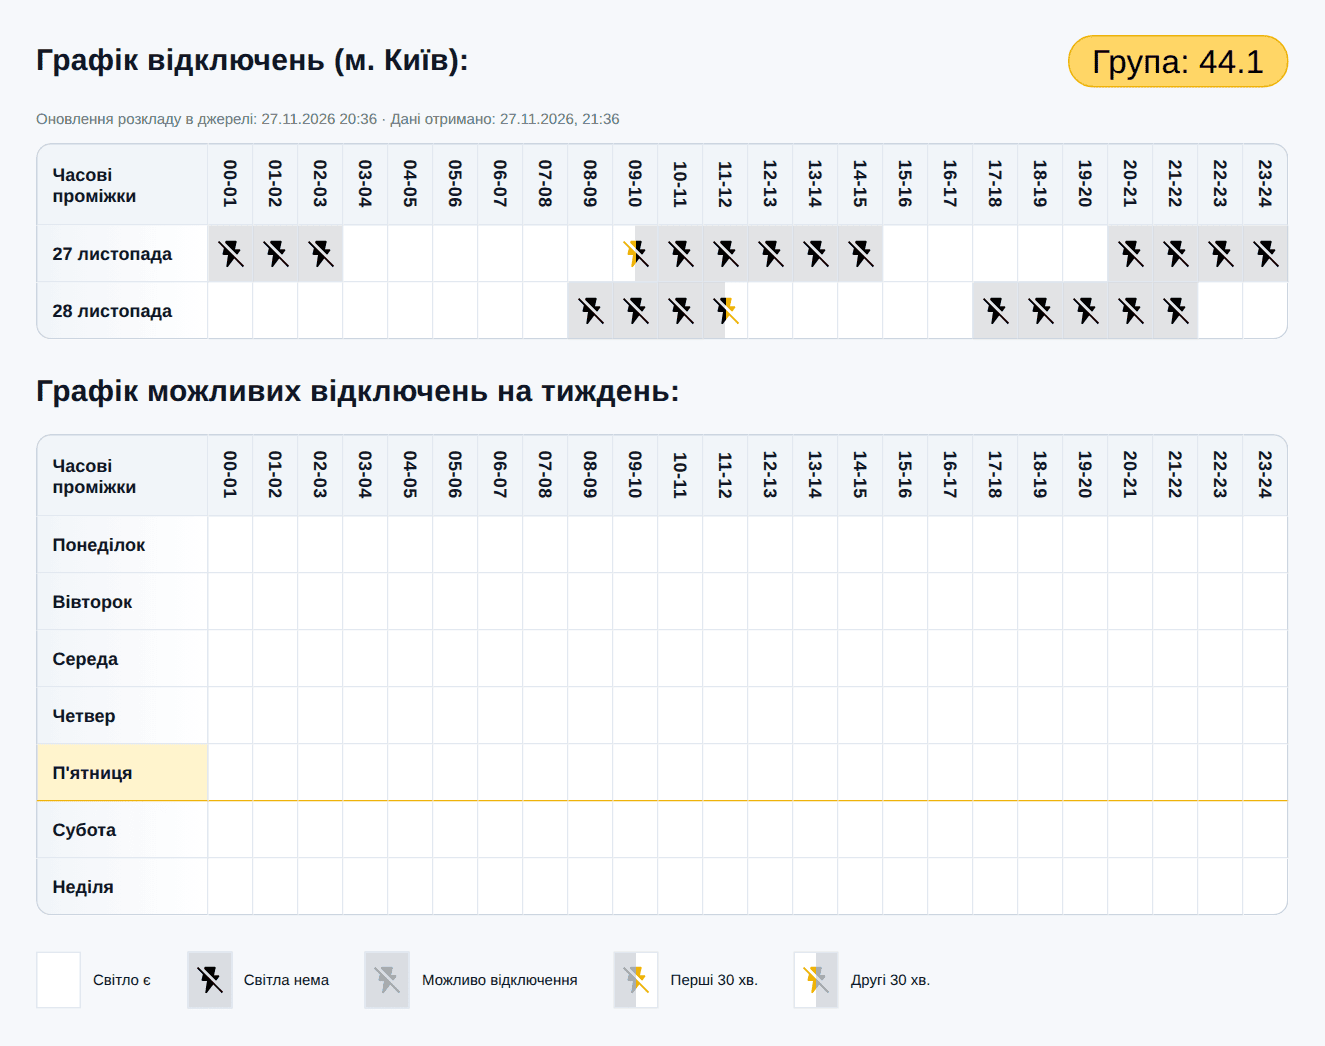 Графік відключень (м. Київ):
Група: 44.1
Оновлення розкладу в джерелі: 27.11.2026 20:36 · Дані отримано: 27.11.2026, 21:36
Часові
проміжки
00-01 01-02 02-03 03-04 04-05 05-06 06-07 07-08 08-09 09-10 10-11 11-12 12-13 13-14 14-15 15-16 16-17 17-18 18-19 19-20 20-21 21-22 22-23 23-24
27 листопада
28 листопада
Графік можливих відключень на тиждень:
Часові
проміжки
00-01 01-02 02-03 03-04 04-05 05-06 06-07 07-08 08-09 09-10 10-11 11-12 12-13 13-14 14-15 15-16 16-17 17-18 18-19 19-20 20-21 21-22 22-23 23-24
Понеділок
Вівторок
Середа
Четвер
П'ятниця
Субота
Неділя
Світло є Світла нема Можливо відключення Перші 30 хв. Другі 30 хв.